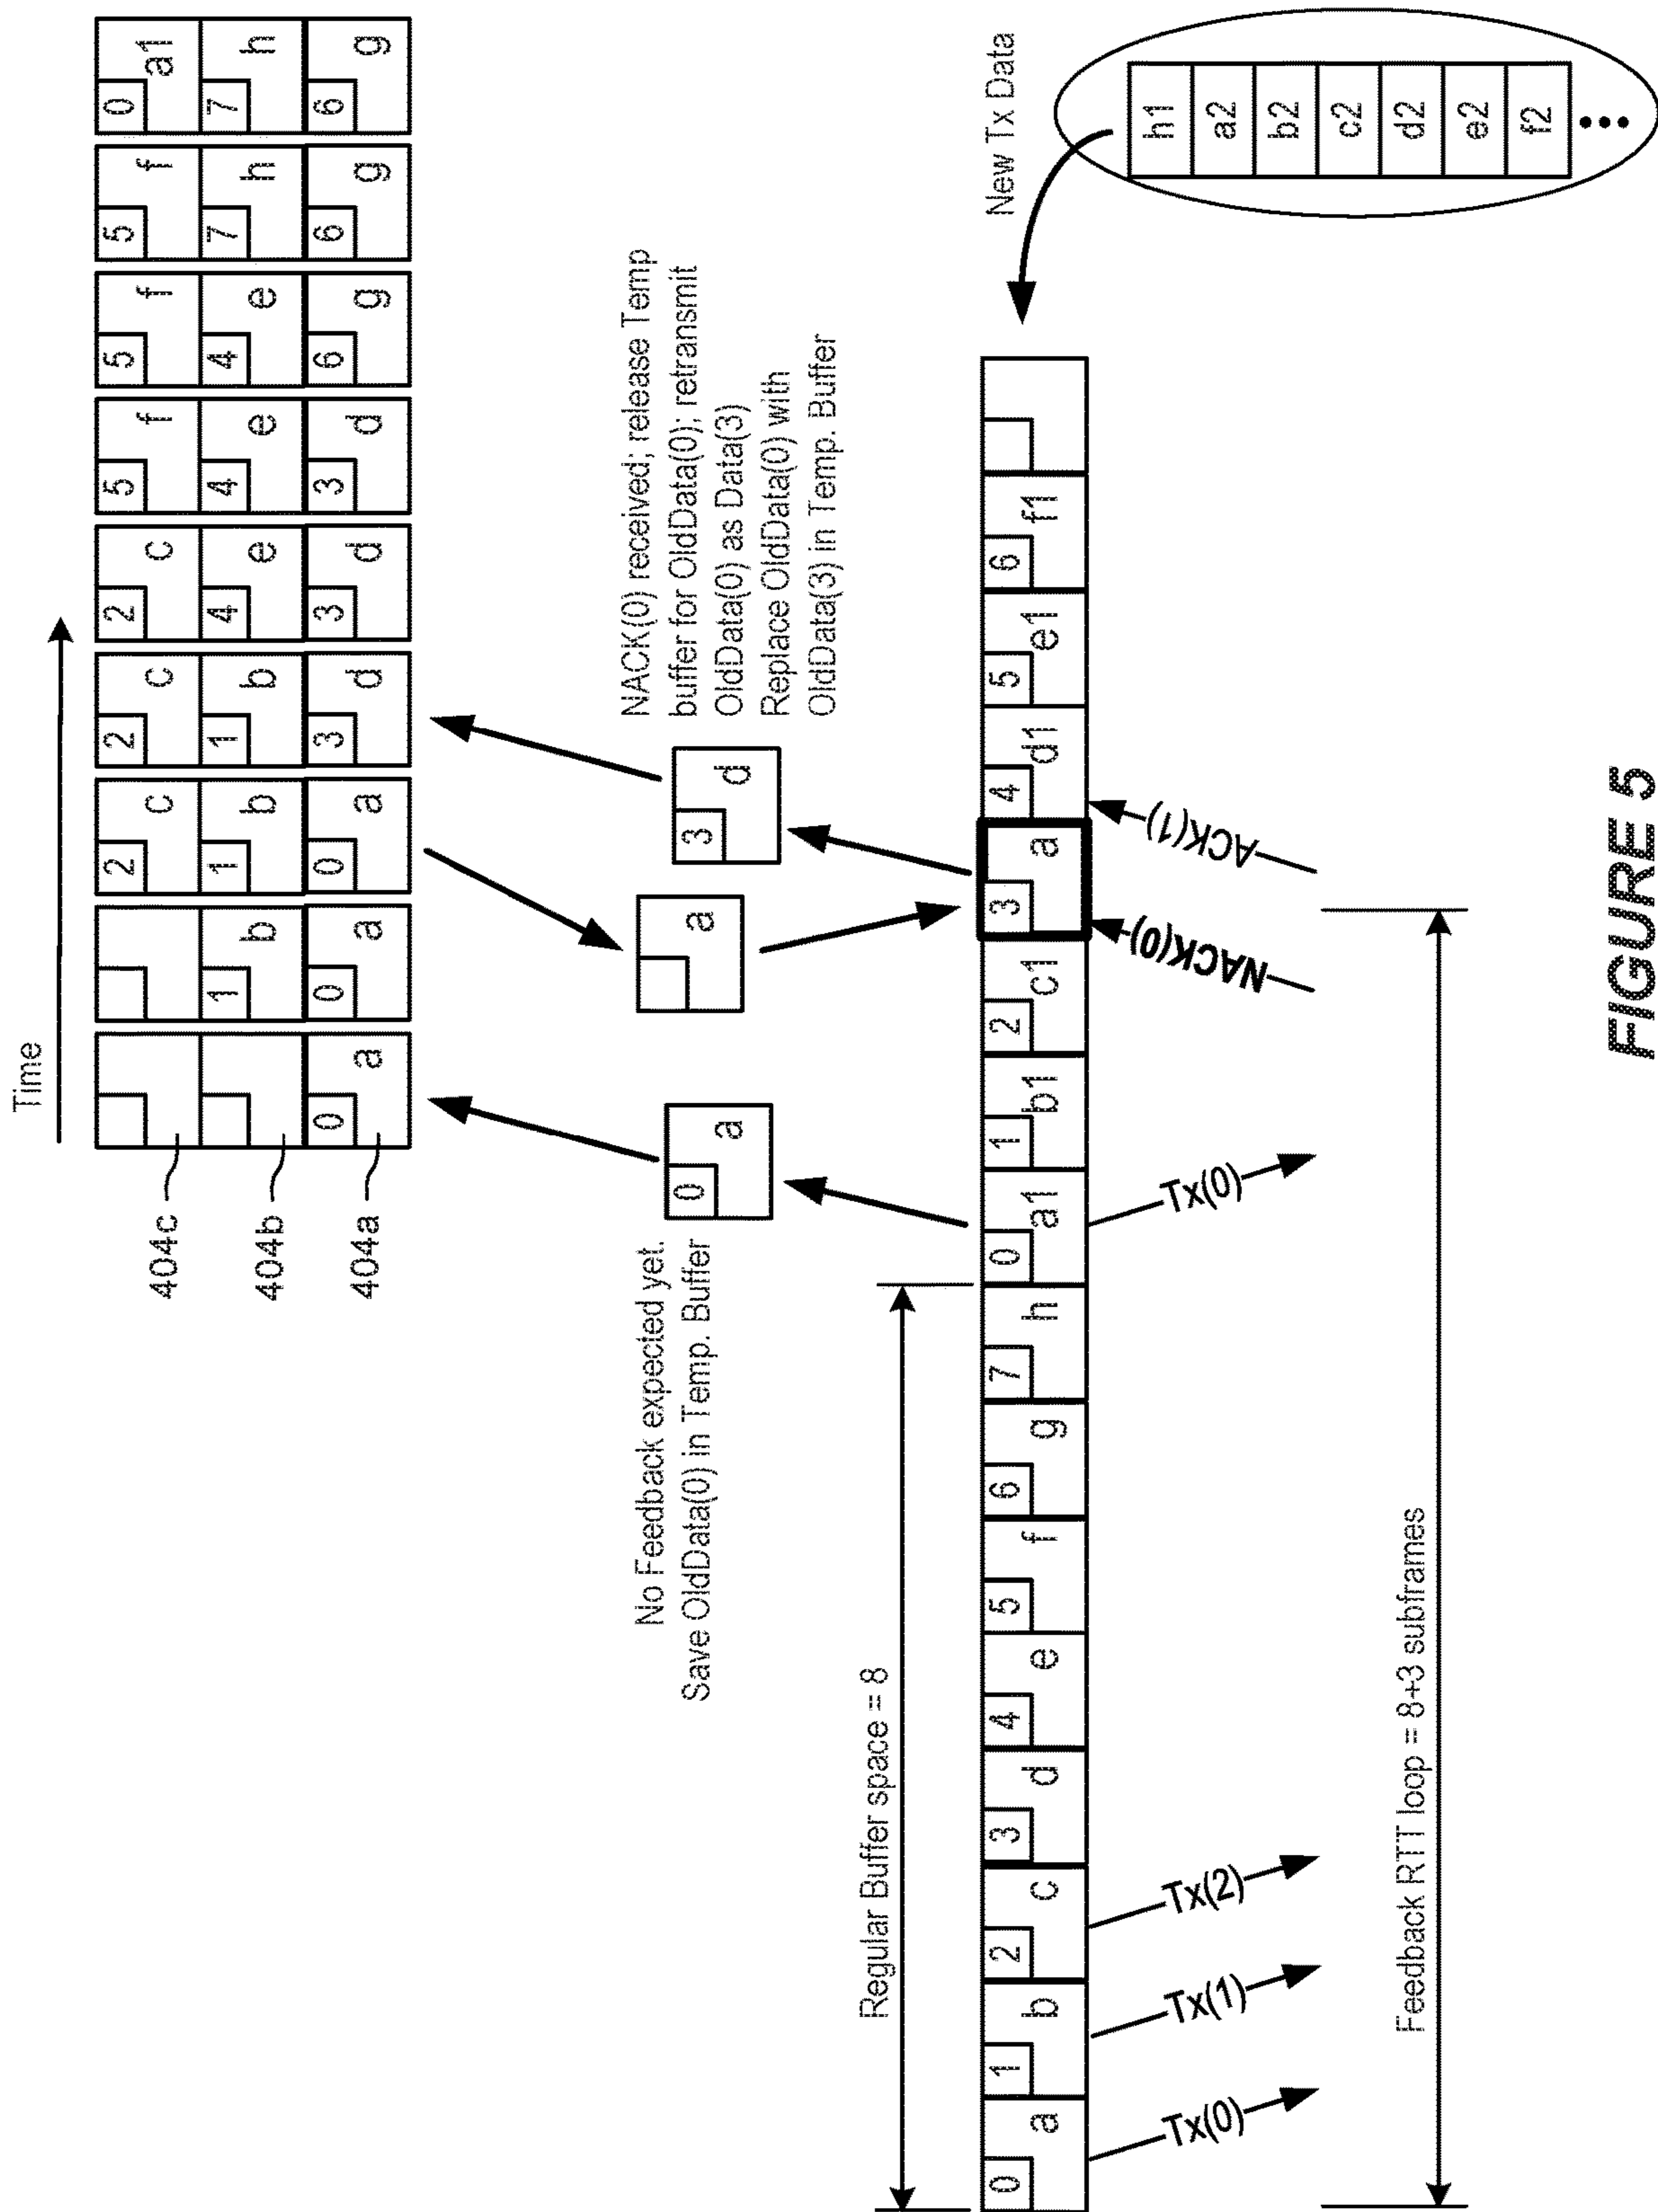 Time
404c
404b
404a
0 a
1 b
0 a
2 c
1 b
0 a
2 c
1 b
3 d
2 c
4 e
3 d
5 f
4 e
3 d
5 f
4 e
6 g
5 f
7 h
6 g
0 a1
7 h
6 g
No Feedback expected yet.
Save OldData(0) in Temp. Buffer
0 a
a
3 d
NACK(0) received; release Temp
buffer for OldData(0); retransmit
OldData(0) as Data(3)
Replace OldData(0) with
OldData(3) in Temp. Buffer
Regular Buffer space = 8
New Tx Data
0 a
1 b
2 c
3 d
4 e
5 f
6 g
7 h
0 a1
1 b1
2 c1
3 a
4 d1
5 e1
6 f1
h1
a2
b2
c2
d2
e2
f2
Tx(0)
Tx(1)
Tx(2)
Tx(0)
NACK(0)
ACK(1)
Feedback RTT loop = 8+3 subframes
FIGURE 5